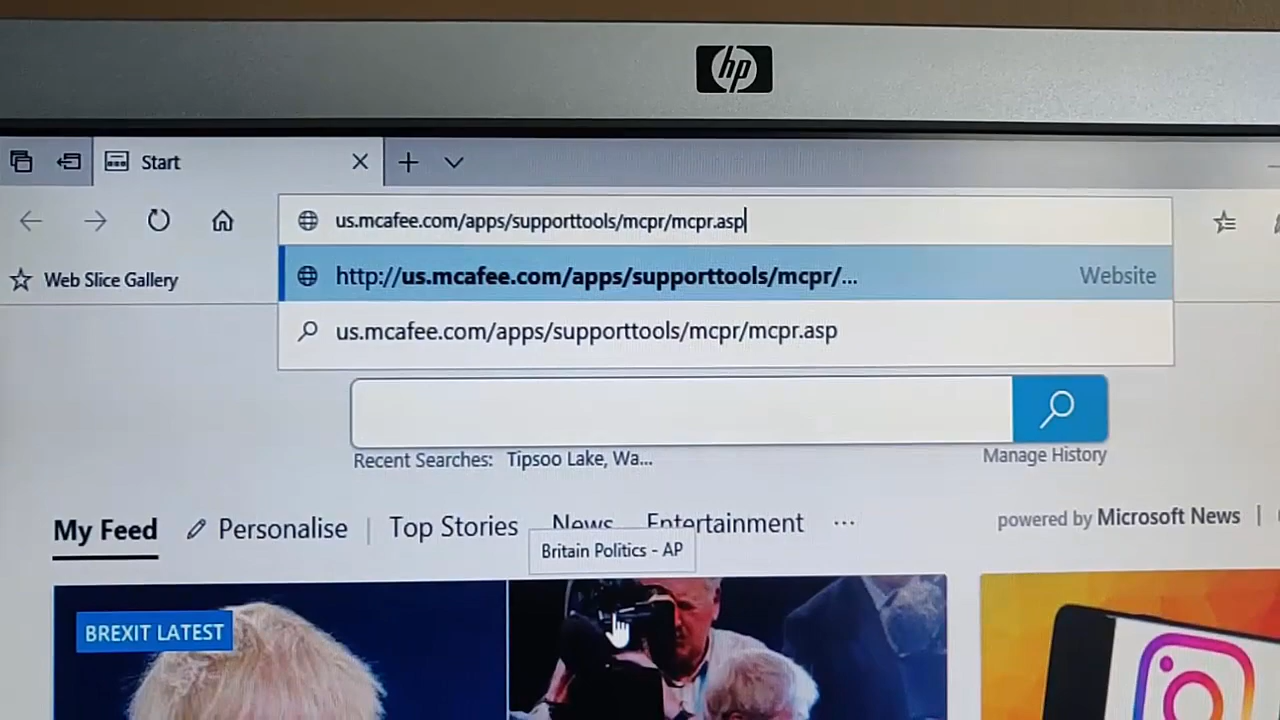 hp
Start
us.mcafee.com/apps/supporttools/mcpr/mcpr.asp
http://us.mcafee.com/apps/supporttools/mcpr/... Website
Web Slice Gallery
us.mcafee.com/apps/supporttools/mcpr/mcpr.asp
Recent Searches: Tipsoo Lake, Wa... Manage History
My Feed Personalise | Top Stories News Entertainment ... powered by Microsoft News |
Britain Politics - AP
BREXIT LATEST